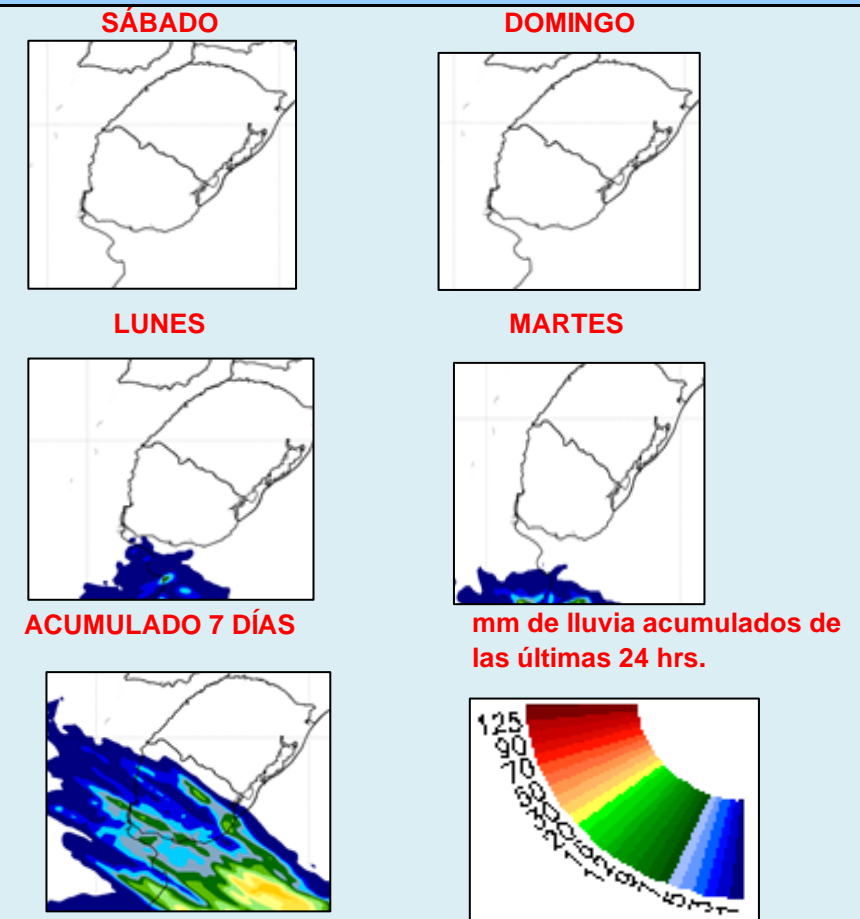 SÁBADO
DOMINGO
LUNES
MARTES
ACUMULADO 7 DÍAS
mm de lluvia acumulados de
las últimas 24 hrs.
125
90
70